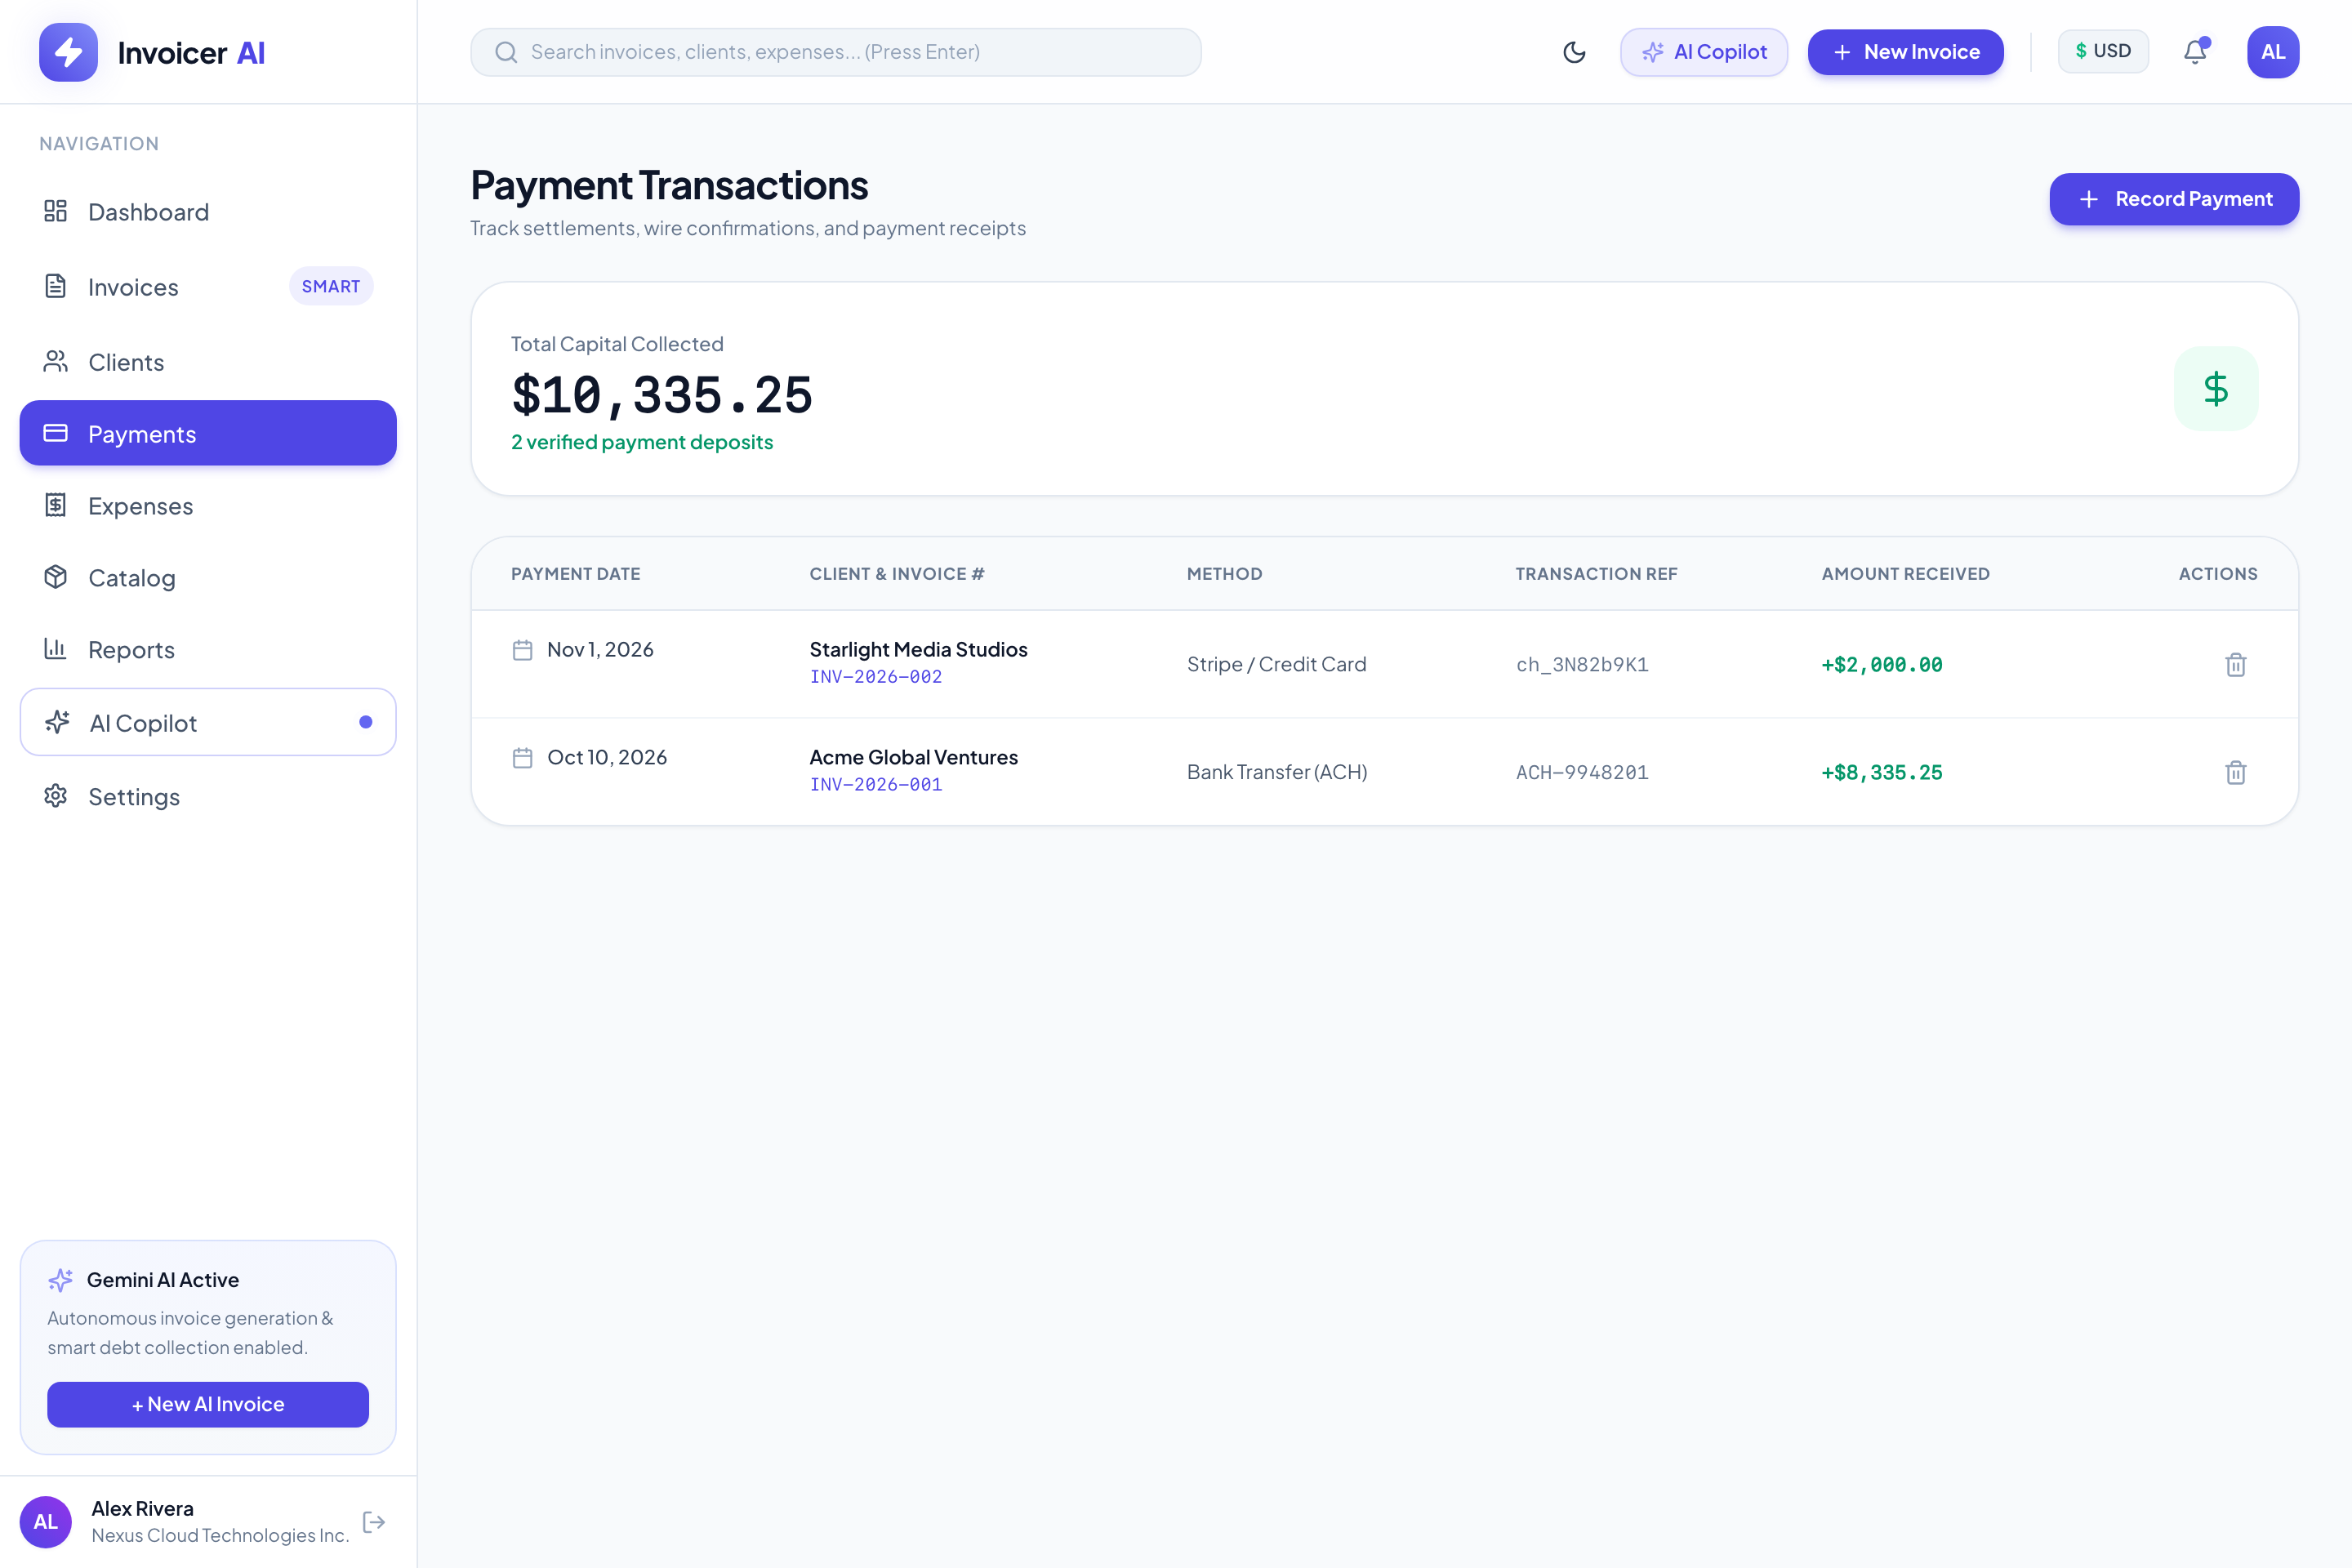 Invoicer AI
Search invoices, clients, expenses... (Press Enter)
AI Copilot
New Invoice
$ USD
AL
NAVIGATION
Dashboard
Invoices
SMART
Clients
Payments
Expenses
Catalog
Reports
AI Copilot
Settings
Gemini AI Active
Autonomous invoice generation &
smart debt collection enabled.
+ New AI Invoice
AL
Alex Rivera
Nexus Cloud Technologies Inc.
Payment Transactions
Track settlements, wire confirmations, and payment receipts
Record Payment
Total Capital Collected
$10,335.25
2 verified payment deposits
$
PAYMENT DATE CLIENT & INVOICE # METHOD TRANSACTION REF AMOUNT RECEIVED ACTIONS
Nov 1, 2026 Starlight Media Studios
INV-2026-002
Stripe / Credit Card ch_3N82b9K1 +$2,000.00
Oct 10, 2026 Acme Global Ventures
INV-2026-001
Bank Transfer (ACH) ACH-9948201 +$8,335.25